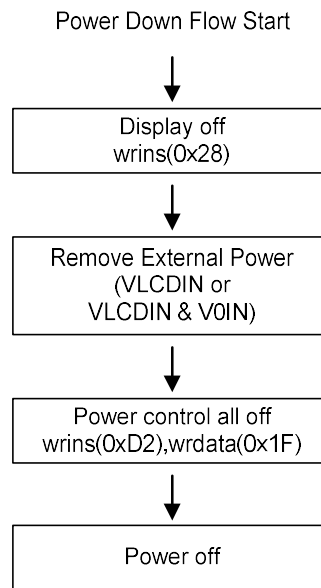 Power Down Flow Start
Display off
wrins(0x28)
Remove External Power
(VLCDIN or
VLCDIN & V0IN)
Power control all off
wrins(0xD2),wrdata(0x1F)
Power off